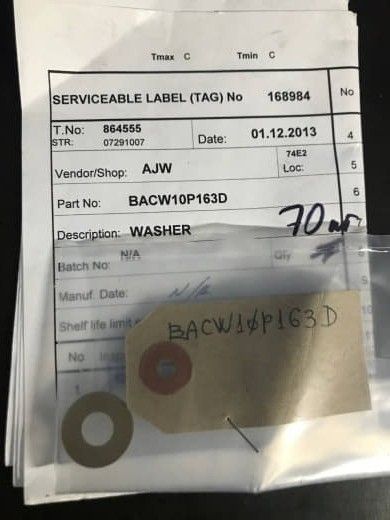 Tmax C Tmin C
SERVICEABLE LABEL (TAG) No 168984 No
T.No: 864555
STR: 07291007
Date: 01.12.2013 4
Vendor/Shop: AJW
74E2
Loc: 5
Part No: BACW10P163D 6
Description: WASHER 70
Batch No: N/A Qty
Manuf. Date: N/A 9
Shelf life limit
BACW10P163D
No
1